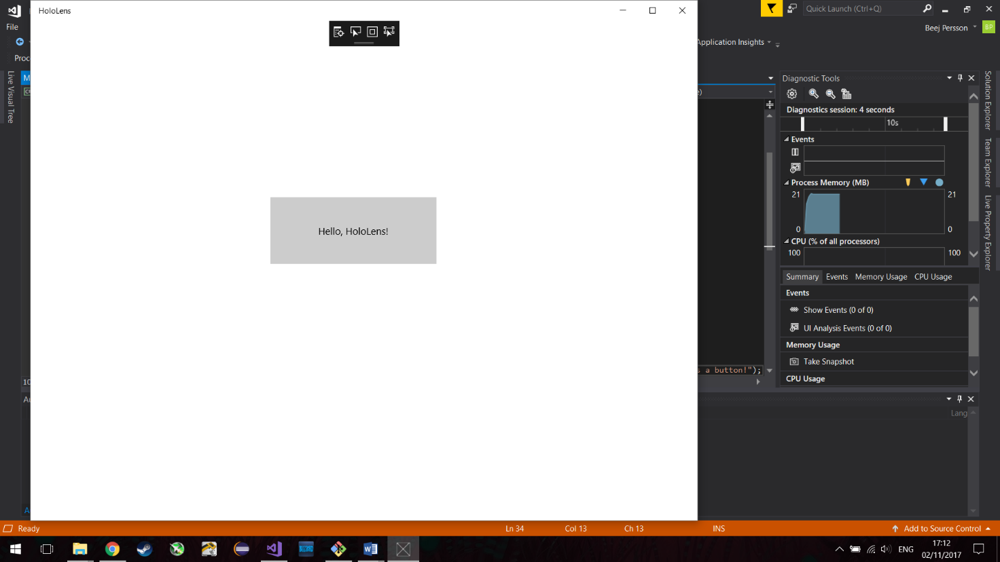 HoloLens
Quick Launch (Ctrl+Q)
File
Beej Persson
BP
Application Insights
Proc
Live Visual Tree
M
Diagnostic Tools
Diagnostics session: 4 seconds
10s
Events
Process Memory (MB)
21
21
0
0
CPU (% of all processors)
100
100
Summary
Events
Memory Usage
CPU Usage
Events
Show Events (0 of 0)
UI Analysis Events (0 of 0)
Memory Usage
Take Snapshot
CPU Usage
Solution Explorer
Team Explorer
Live Property Explorer
Hello, HoloLens!
s a button!");
10
Au
Lang
A
Ready
Ln 34
Col 13
Ch 13
INS
Add to Source Control
ENG
17:12
02/11/2017